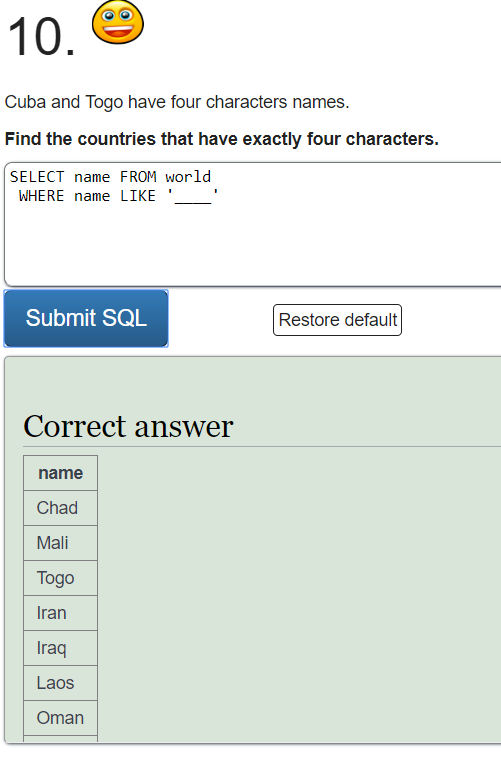 10.
Cuba and Togo have four characters names.
Find the countries that have exactly four characters.
SELECT name FROM world
WHERE name LIKE '____'
Submit SQL
Restore default
Correct answer
name
Chad
Mali
Togo
Iran
Iraq
Laos
Oman